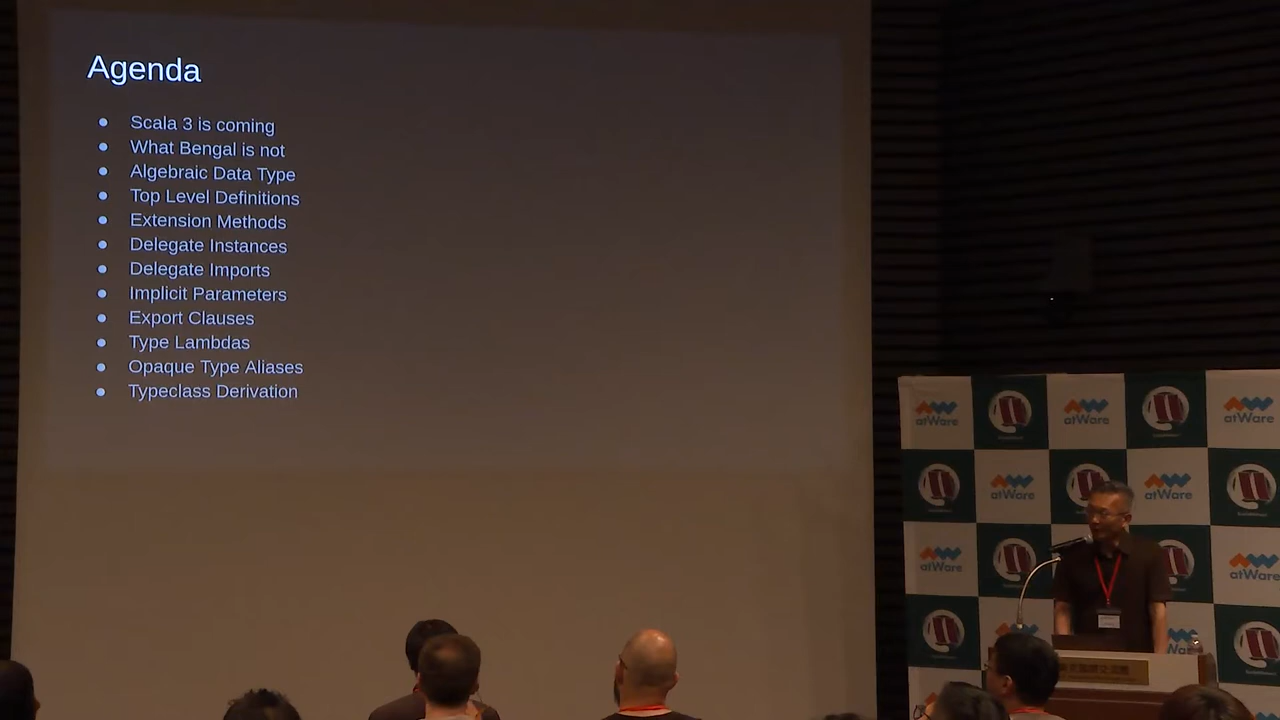 Agenda
● Scala 3 is coming
● What Bengal is not
● Algebraic Data Type
● Top Level Definitions
● Extension Methods
● Delegate Instances
● Delegate Imports
● Implicit Parameters
● Export Clauses
● Type Lambdas
● Opaque Type Aliases
● Typeclass Derivation
atWare
atWare
atWare
atWare
atWare
atWare
atWare